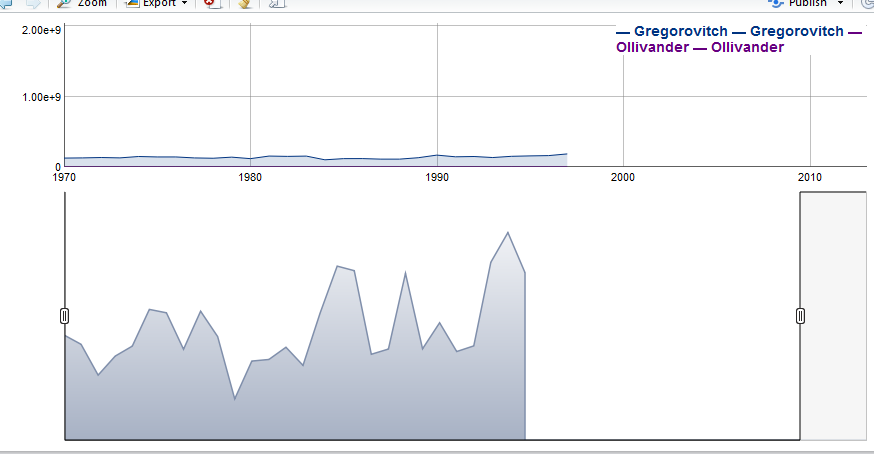 Zoom Export Publish
2.00e+9
— Gregorovitch — Gregorovitch —
Ollivander — Ollivander
1.00e+9
0
1970 1980 1990 2000 2010